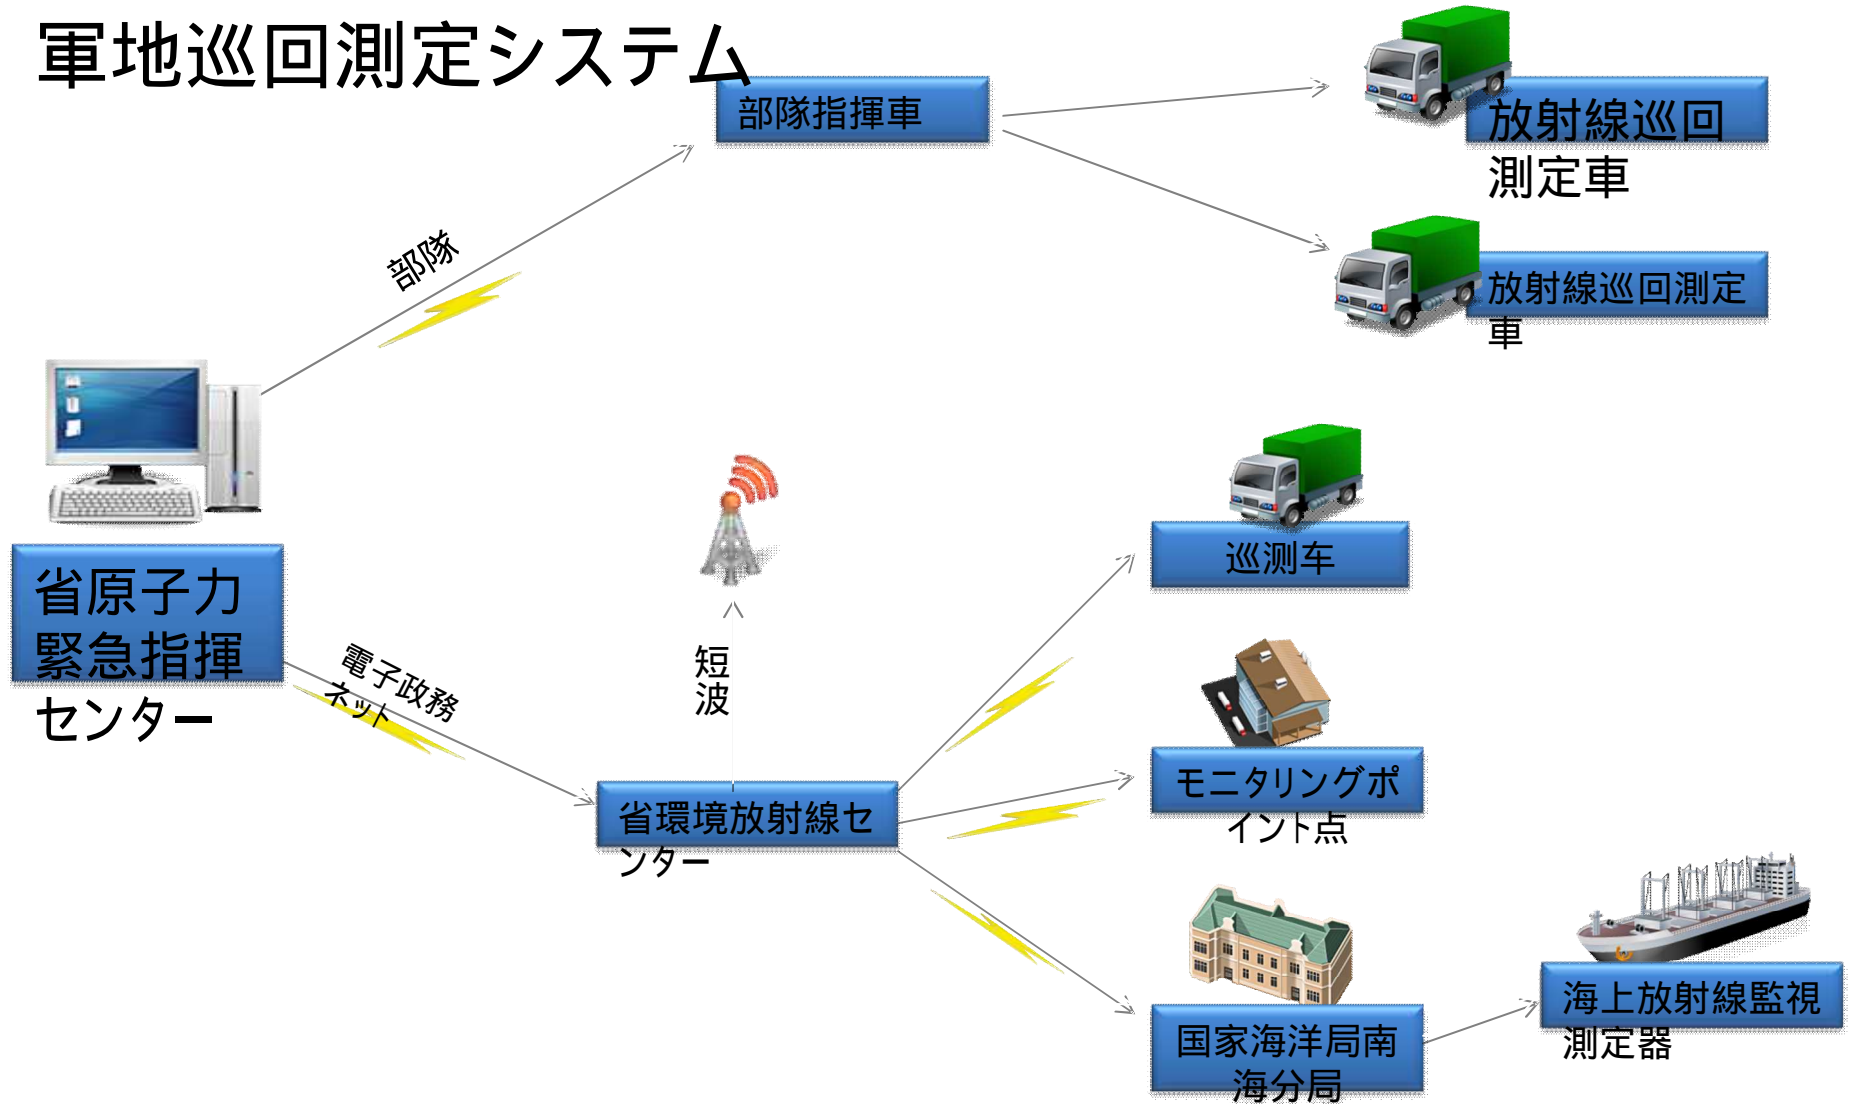 軍地巡回測定システム
部隊指揮車
放射線巡回
測定車
放射線巡回測定
車
部隊
省原子力
緊急指揮
センター
電子政務
ネット
短
波
巡测车
省環境放射線セ
ンター
モニタリングポ
イント点
国家海洋局南
海分局
海上放射線監視
測定器